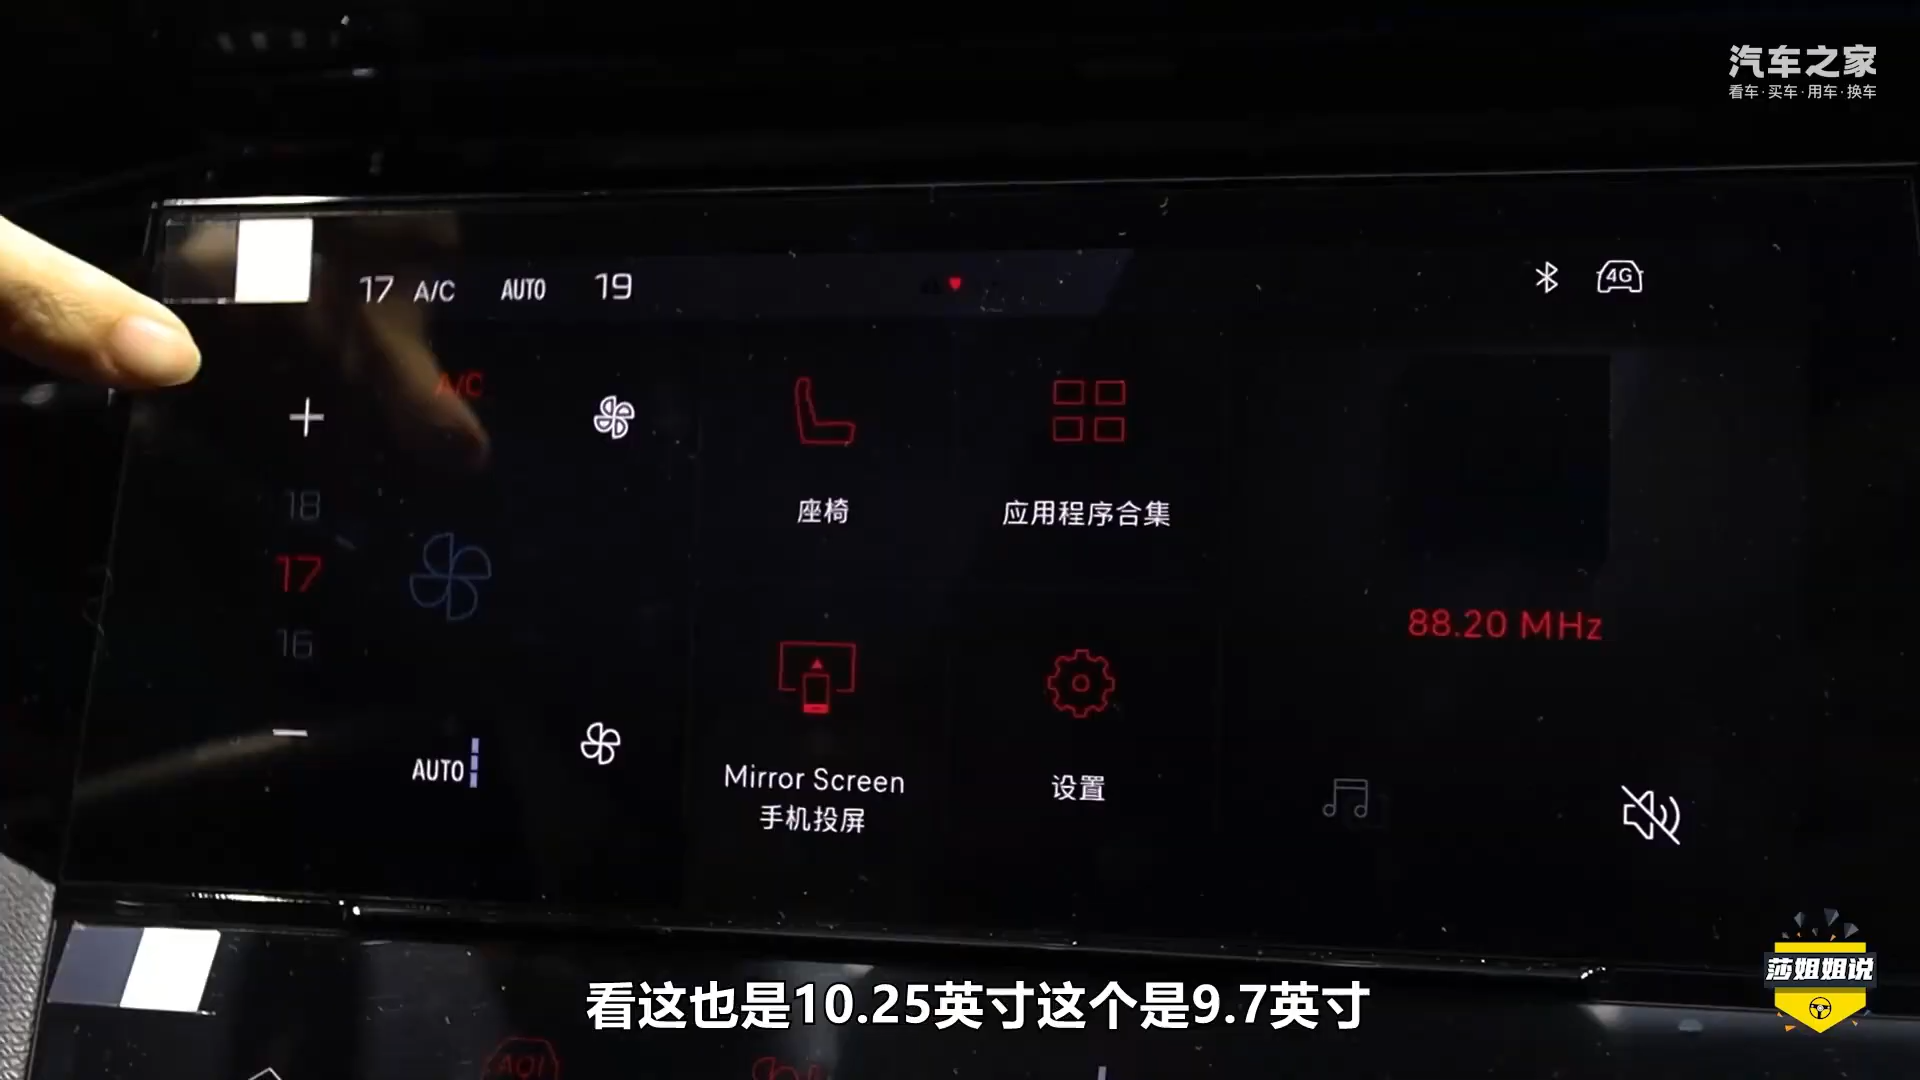 汽车之家
看车·买车·用车·换车
17 A/C AUTO 19
4G
A/C
18
17
16
AUTO
座椅
应用程序合集
Mirror Screen
手机投屏
设置
88.20 MHz
莎姐姐说
看这也是10.25英寸这个是9.7英寸
AQI